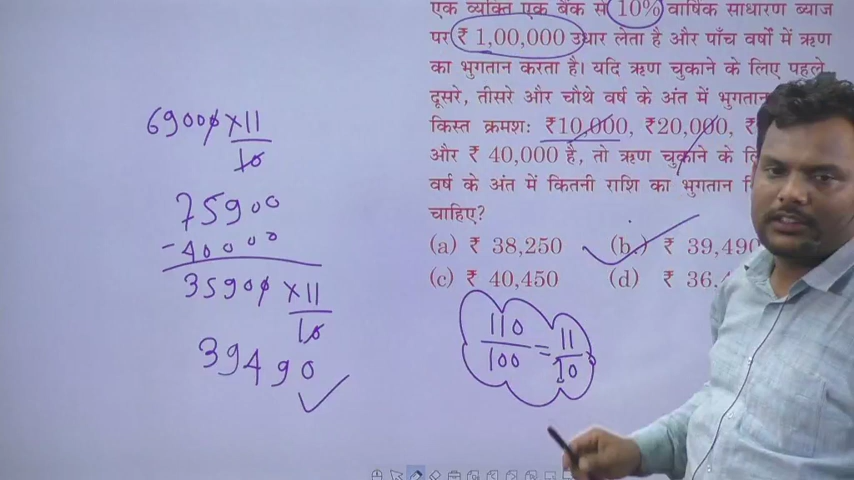 एक व्यक्ति एक बैंक से 10% वार्षिक साधारण ब्याज
पर ₹ 1,00,000 उधार लेता है और पाँच वर्षों में ऋण
का भुगतान करता है। यदि ऋण चुकाने के लिए पहले
दूसरे, तीसरे और चौथे वर्ष के अंत में भुगतान
किस्त क्रमशः ₹10,000, ₹20,000, ₹
और ₹ 40,000 है, तो ऋण चुकाने के
वर्ष के अंत में कितनी राशि का भुगतान
चाहिए?
(a) ₹ 38,250 (b.) ₹ 39,490
(c) ₹ 40,450 (d) ₹ 36,
69000 × 11
10
75900
- 40000
35900 × 11
10
39490
110
100
=
11
10